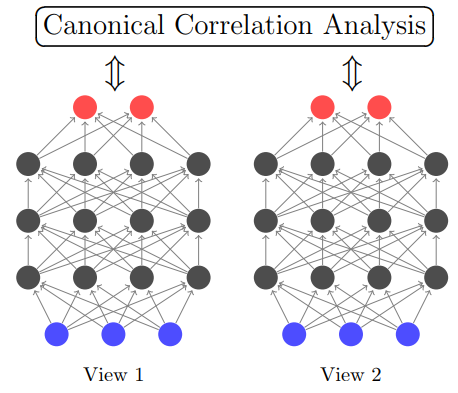 Canonical Correlation Analysis
View 1
View 2